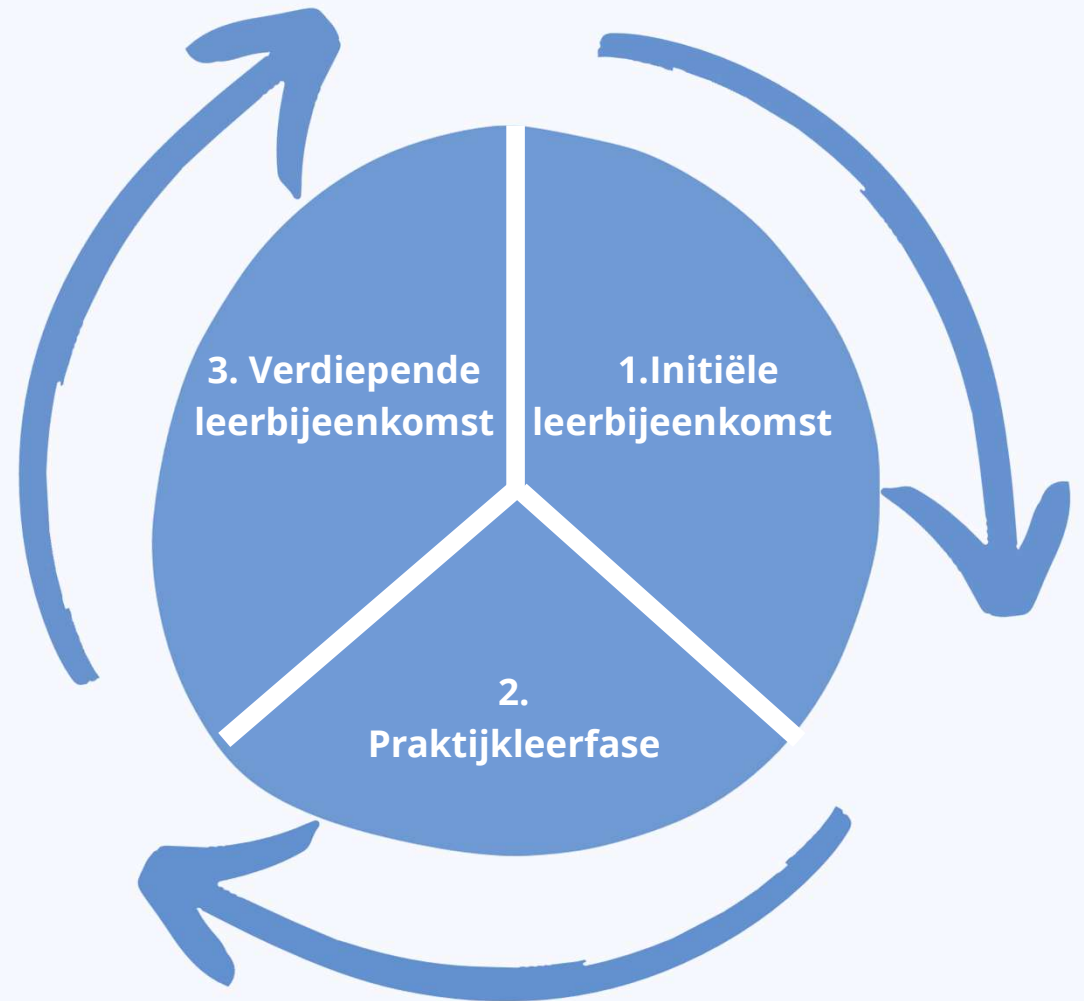 1.Initiële
leerbijeenkomst
2.
Praktijkleerfase
3. Verdiepende
leerbijeenkomst